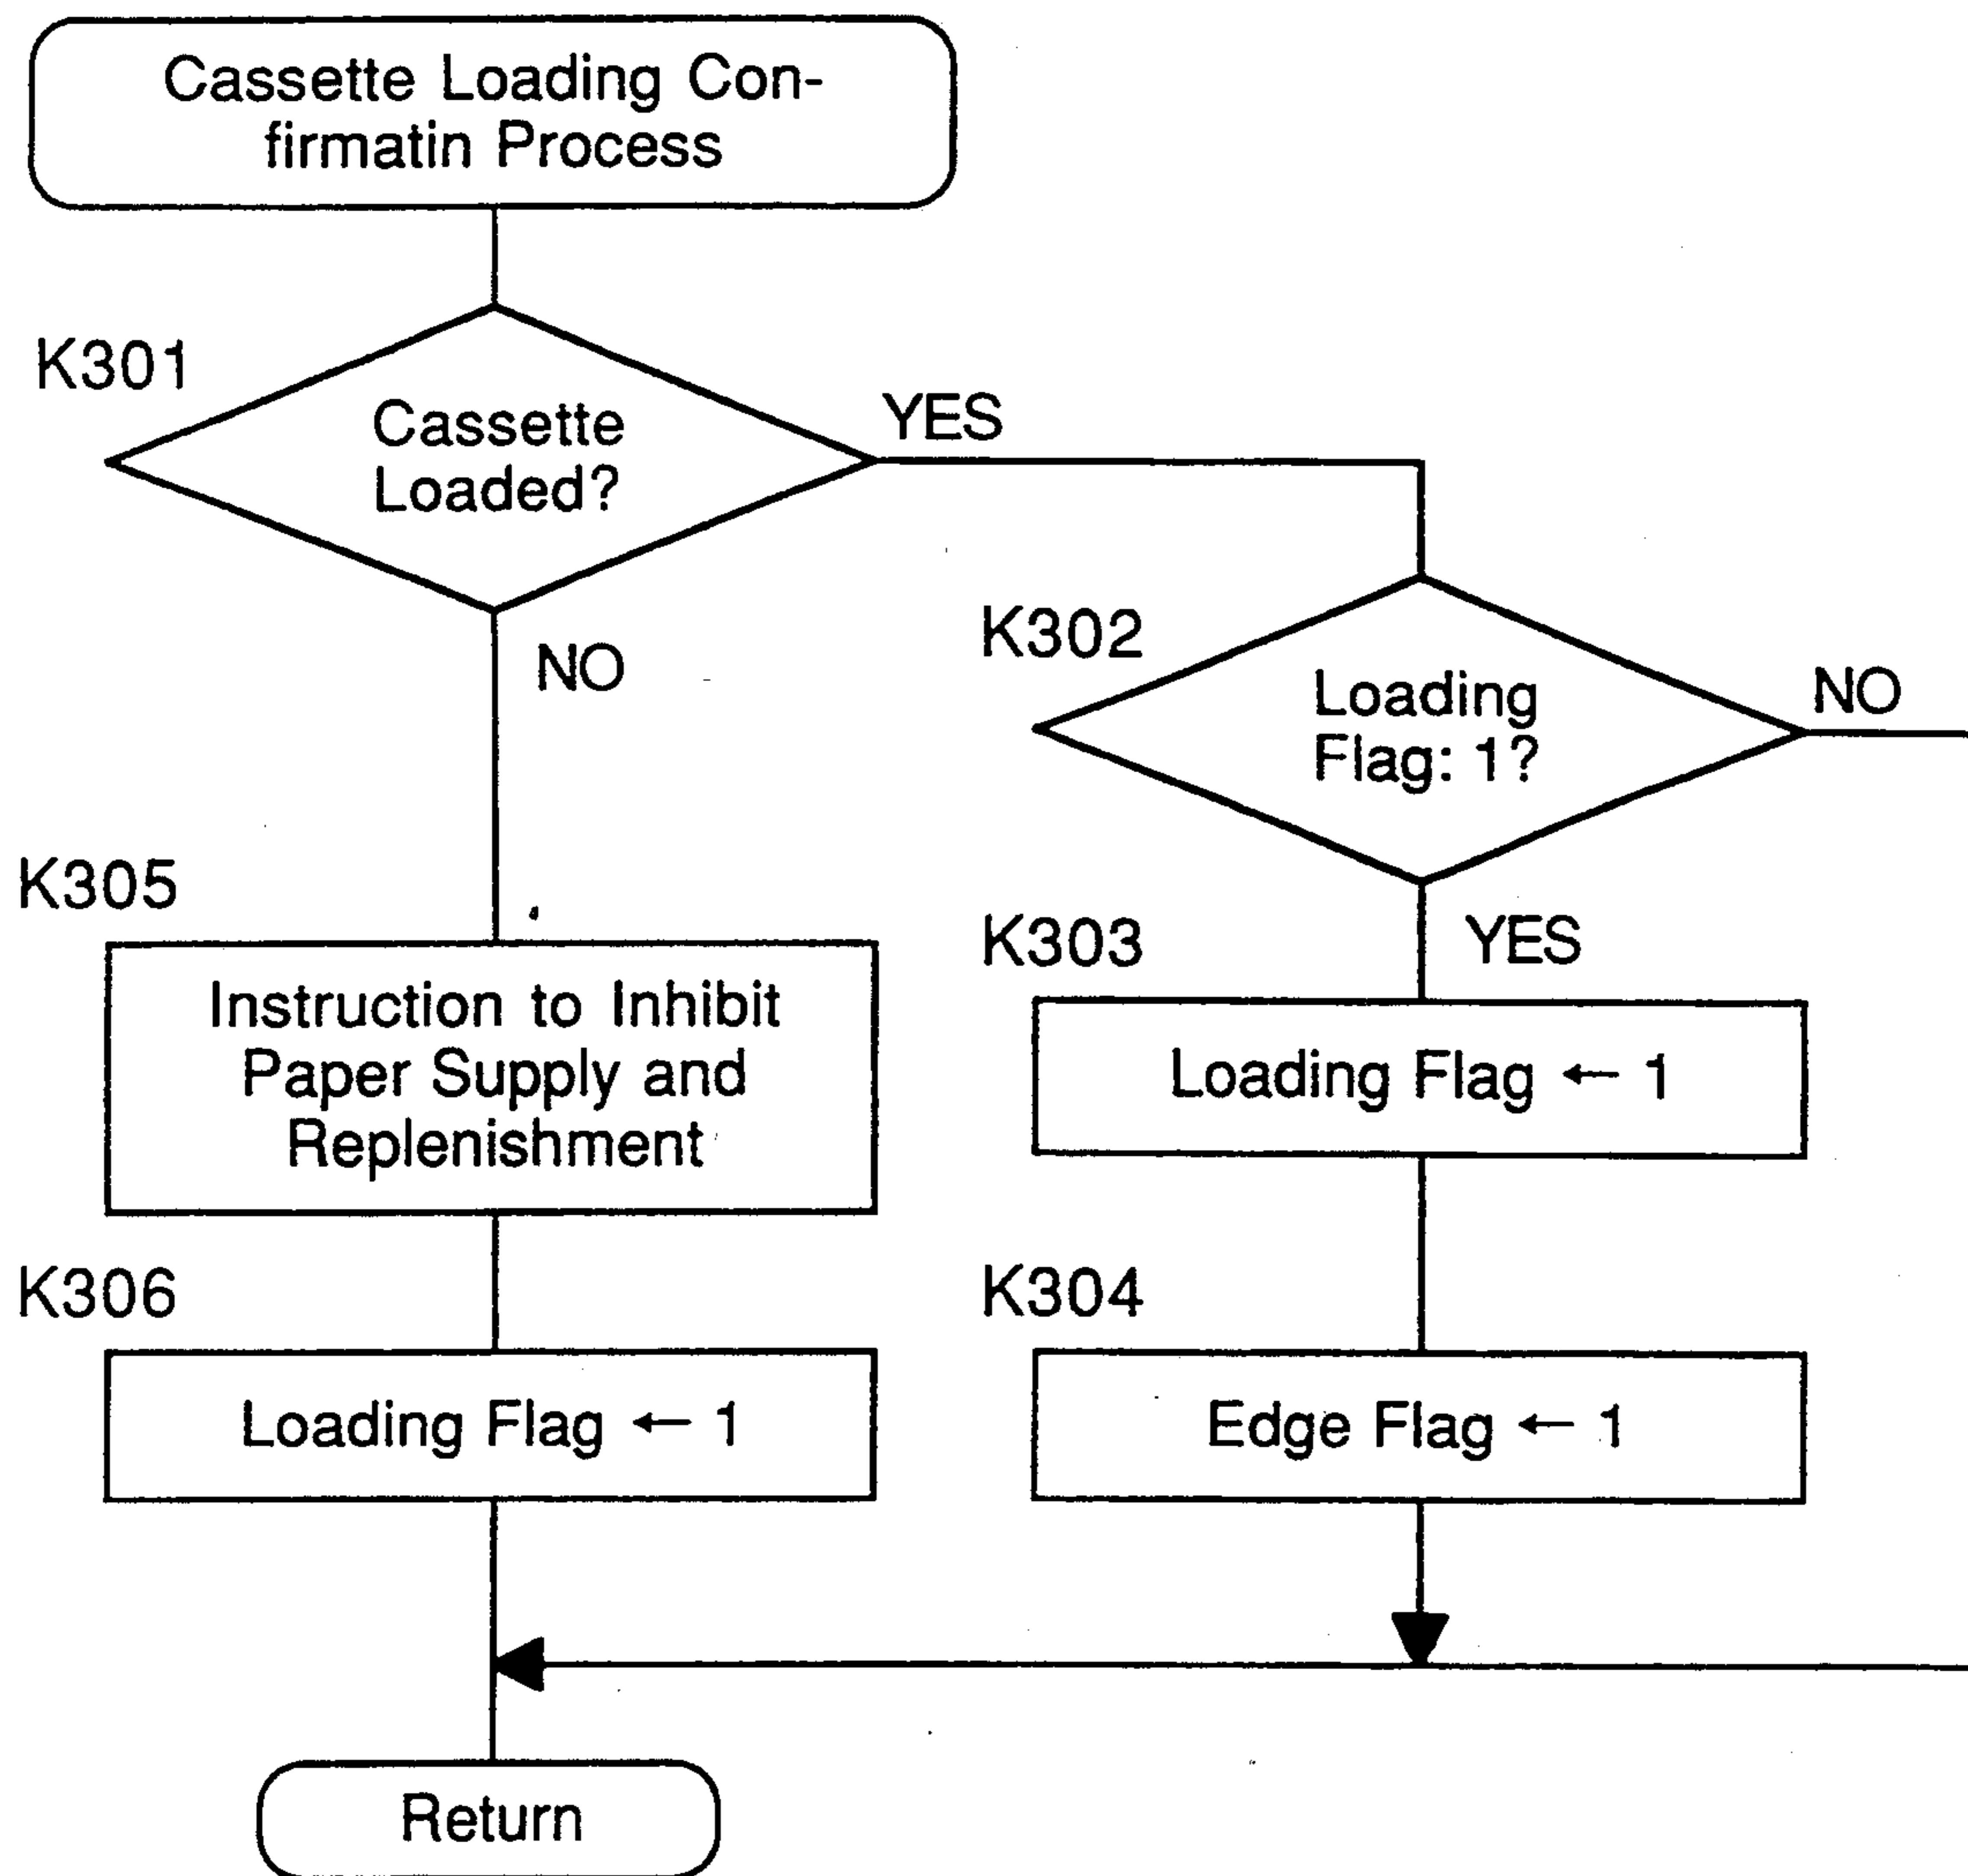 Cassette Loading Con-
firmatin Process
K301
Cassette
Loaded?
YES
NO
K302
Loading
Flag: 1?
NO
YES
K305
Instruction to Inhibit
Paper Supply and
Replenishment
K303
Loading Flag ← 1
K306
Loading Flag ← 1
K304
Edge Flag ← 1
Return